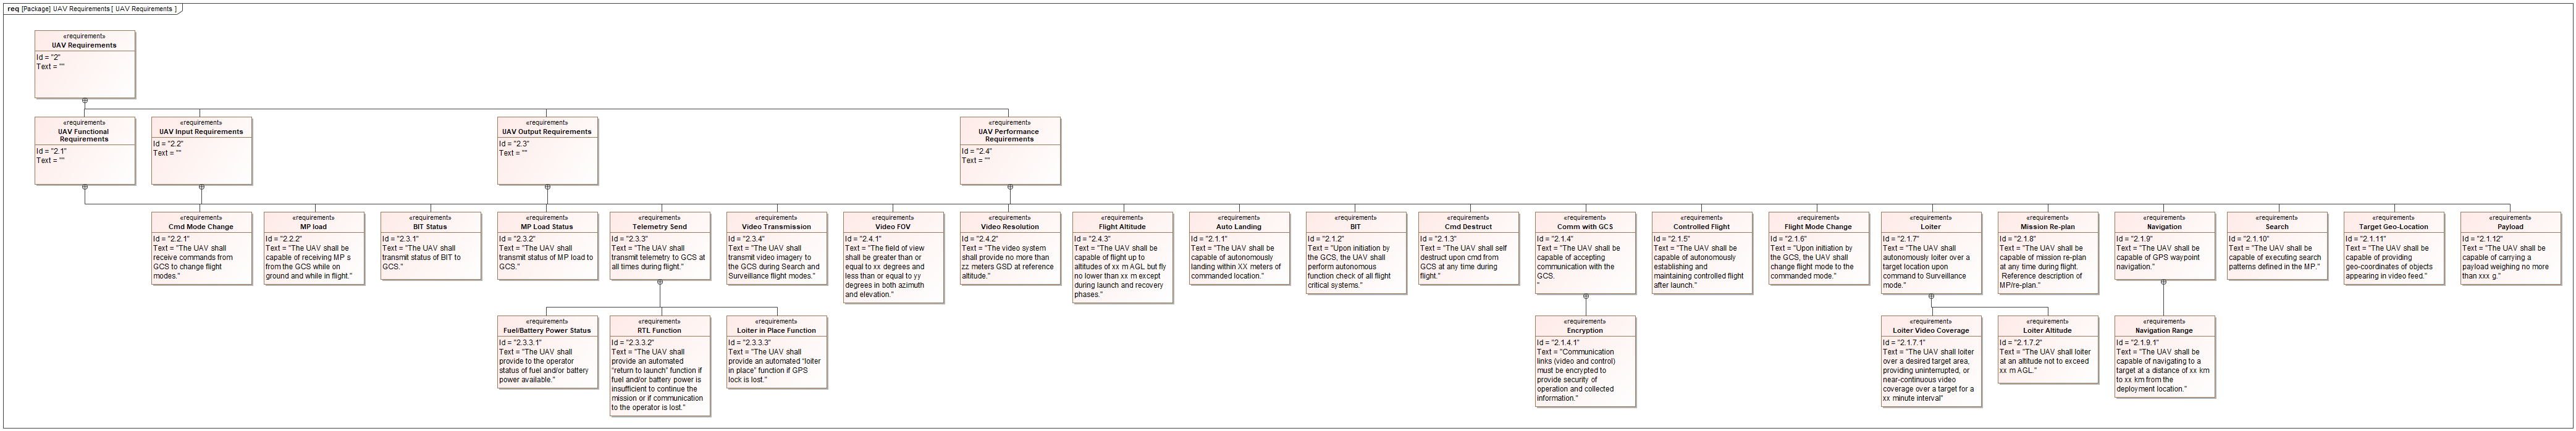 req [Package] UAV Requirements [ UAV Requirements ]
«requirement»
UAV Requirements
Id = "2"
Text = ""
«requirement»
UAV Functional
Requirements
Id = "2.1"
Text = ""
«requirement»
UAV Input Requirements
Id = "2.2"
Text = ""
«requirement»
UAV Output Requirements
Id = "2.3"
Text = ""
«requirement»
UAV Performance
Requirements
Id = "2.4"
Text = ""
«requirement»
Cmd Mode Change
Id = "2.2.1"
Text = "The UAV shall
receive commands from
GCS to change flight
modes."
«requirement»
MP load
Id = "2.2.2"
Text = "The UAV shall be
capable of receiving MP s
from the GCS while on
ground and while in flight."
«requirement»
BIT Status
Id = "2.3.1"
Text = "The UAV shall
transmit status of BIT to
GCS."
«requirement»
MP Load Status
Id = "2.3.2"
Text = "The UAV shall
transmit status of MP load to
GCS."
«requirement»
Telemetry Send
Id = "2.3.3"
Text = "The UAV shall
transmit telemetry to GCS at
all times during flight."
«requirement»
Video Transmission
Id = "2.3.4"
Text = "The UAV shall
transmit video imagery to
the GCS during Search and
Surveillance flight modes."
«requirement»
Video FOV
Id = "2.4.1"
Text = "The field of view
shall be greater than or
equal to xx degrees and
less than or equal to yy
degrees in both azimuth
and elevation."
«requirement»
Video Resolution
Id = "2.4.2"
Text = "The video system
shall provide no more than
zz meters GSD at reference
altitude."
«requirement»
Flight Altitude
Id = "2.4.3"
Text = "The UAV shall be
capable of flight up to
altitudes of xx m AGL but fly
no lower than xx m except
during launch and recovery
phases."
«requirement»
Auto Landing
Id = "2.1.1"
Text = "The UAV shall be
capable of autonomously
landing within XX meters of
commanded location."
«requirement»
BIT
Id = "2.1.2"
Text = "Upon initiation by
the GCS, the UAV shall
perform autonomous
function check of all flight
critical systems."
«requirement»
Cmd Destruct
Id = "2.1.3"
Text = "The UAV shall self
destruct upon cmd from
GCS at any time during
flight."
«requirement»
Comm with GCS
Id = "2.1.4"
Text = "The UAV shall be
capable of accepting
communication with the
GCS.
"
«requirement»
Controlled Flight
Id = "2.1.5"
Text = "The UAV shall be
capable of autonomously
establishing and
maintaining controlled flight
after launch."
«requirement»
Flight Mode Change
Id = "2.1.6"
Text = "Upon initiation by
the GCS, the UAV shall
change flight mode to the
commanded mode."
«requirement»
Loiter
Id = "2.1.7"
Text = "The UAV shall
autonomously loiter over a
target location upon
command to Surveillance
mode."
«requirement»
Mission Re-plan
Id = "2.1.8"
Text = "The UAV shall be
capable of mission re-plan
at any time during flight.
Reference description of
MP/re-plan."
«requirement»
Navigation
Id = "2.1.9"
Text = "The UAV shall be
capable of GPS waypoint
navigation."
«requirement»
Search
Id = "2.1.10"
Text = "The UAV shall be
capable of executing search
patterns defined in the MP."
«requirement»
Target Geo-Location
Id = "2.1.11"
Text = "The UAV shall be
capable of providing
geo-coordinates of objects
appearing in video feed."
«requirement»
Payload
Id = "2.1.12"
Text = "The UAV shall be
capable of carrying a
payload weighing no more
than xxx g."
«requirement»
Fuel/Battery Power Status
Id = "2.3.3.1"
Text = "The UAV shall
provide to the operator
status of fuel and/or battery
power available."
«requirement»
RTL Function
Id = "2.3.3.2"
Text = "The UAV shall
provide an automated
"return to launch" function if
fuel and/or battery power is
insufficient to continue the
mission or if communication
to the operator is lost."
«requirement»
Loiter in Place Function
Id = "2.3.3.3"
Text = "The UAV shall
provide an automated "loiter
in place" function if GPS
lock is lost."
«requirement»
Encryption
Id = "2.1.4.1"
Text = "Communication
links (video and control)
must be encrypted to
provide security of
operation and collected
information."
«requirement»
Loiter Video Coverage
Id = "2.1.7.1"
Text = "The UAV shall loiter
over a desired target area,
providing uninterrupted, or
near-continuous video
coverage over a target for a
xx minute interval"
«requirement»
Loiter Altitude
Id = "2.1.7.2"
Text = "The UAV shall loiter
at an altitude not to exceed
xx m AGL."
«requirement»
Navigation Range
Id = "2.1.9.1"
Text = "The UAV shall be
capable of navigating to a
target at a distance of xx km
to xx km from the
deployment location."